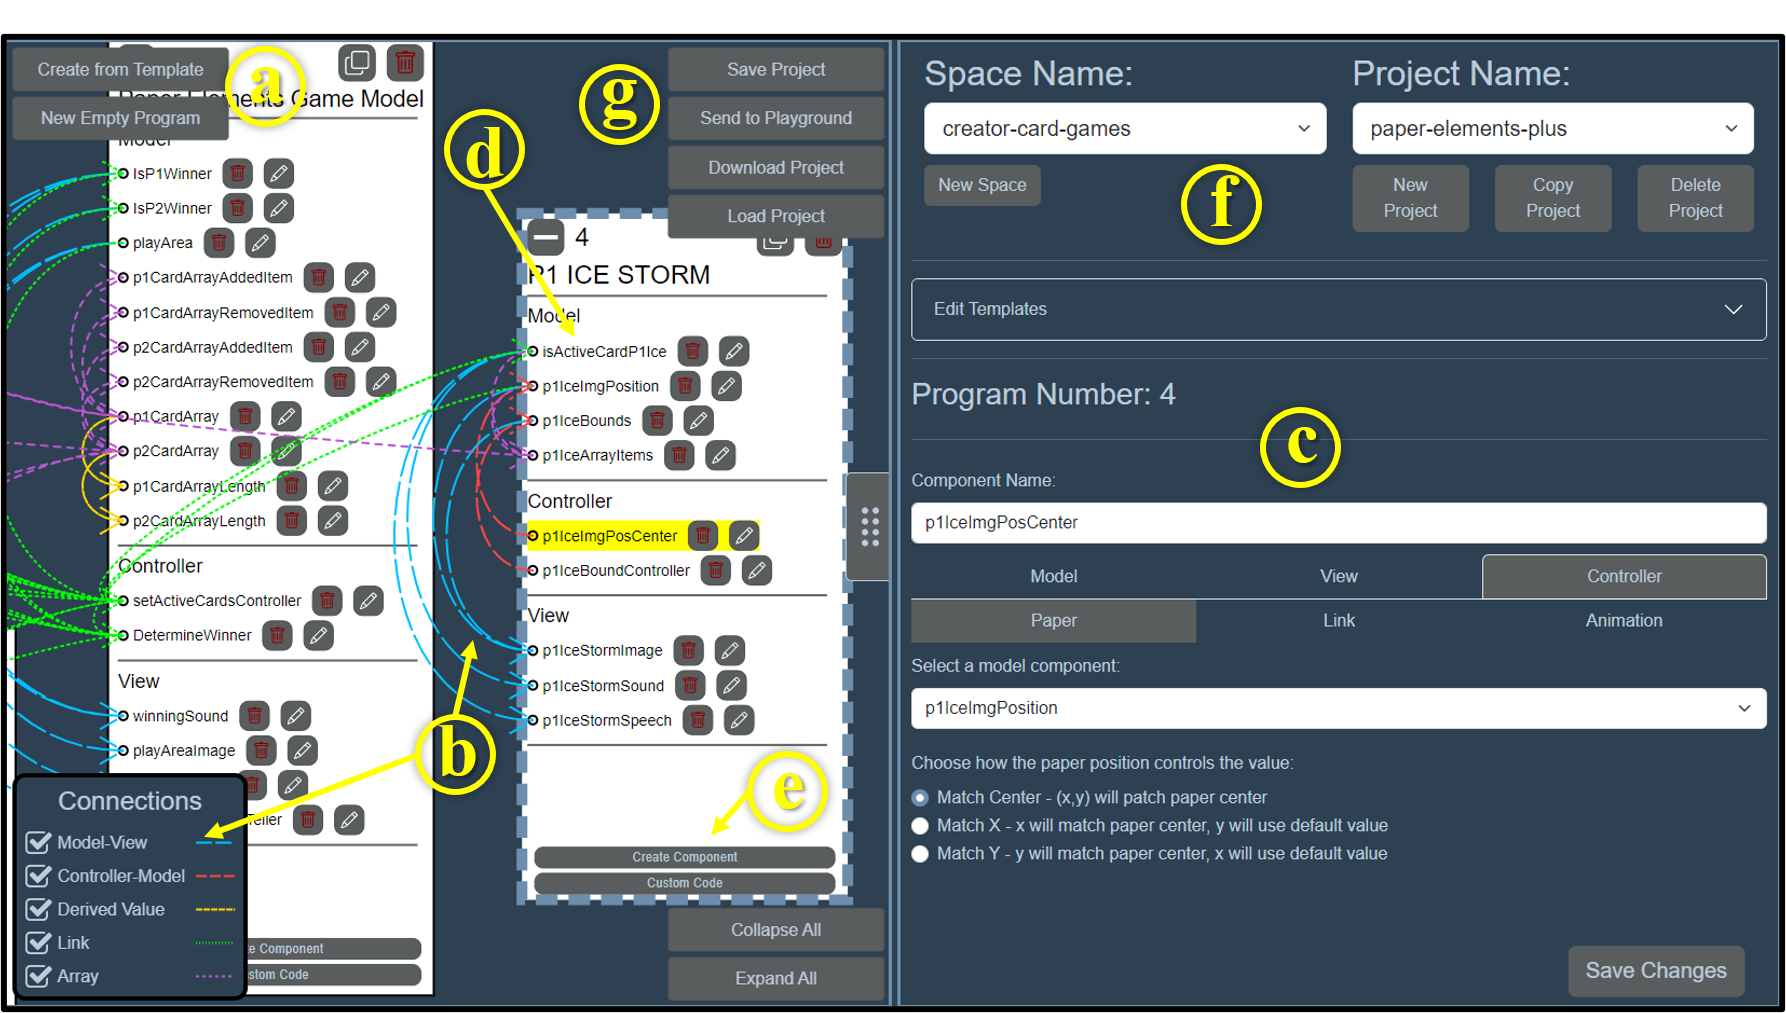 Create from Template
New Empty Program
a
Paper Elements Game Model
Model
IsP1Winner
IsP2Winner
playArea
p1CardArrayAddedItem
p1CardArrayRemovedItem
p2CardArrayAddedItem
p2CardArrayRemovedItem
p1CardArray
p2CardArray
p1CardArrayLength
p2CardArrayLength
Controller
setActiveCardsController
DetermineWinner
View
winningSound
playAreaImage
Teller
te Component
stom Code
Connections
Model-View
Controller-Model
Derived Value
Link
Array
b
d
g
Save Project
Send to Playground
Download Project
Load Project
4
P1 ICE STORM
Model
isActiveCardP1Ice
p1IceImgPosition
p1IceBounds
p1IceArrayItems
Controller
p1IceImgPosCenter
p1IceBoundController
View
p1IceStormImage
p1IceStormSound
p1IceStormSpeech
e
Create Component
Custom Code
Collapse All
Expand All
Space Name:
creator-card-games
New Space
Project Name:
paper-elements-plus
New
Project
Copy
Project
Delete
Project
f
Edit Templates
Program Number: 4
c
Component Name:
p1IceImgPosCenter
Model View Controller
Paper Link Animation
Select a model component:
p1IceImgPosition
Choose how the paper position controls the value:
Match Center - (x,y) will patch paper center
Match X - x will match paper center, y will use default value
Match Y - y will match paper center, x will use default value
Save Changes